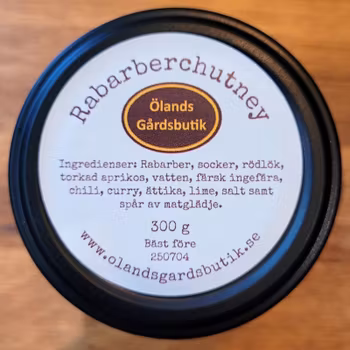 Rabarberchutney
Ölands
Gårdsbutik
Ingredienser: Rabarber, socker, rödlök,
torkad aprikos, vatten, färsk ingefära,
chili, curry, ättika, lime, salt samt
spår av matglädje.
300 g
Bäst före
250704
www.olandsgardsbutik.se